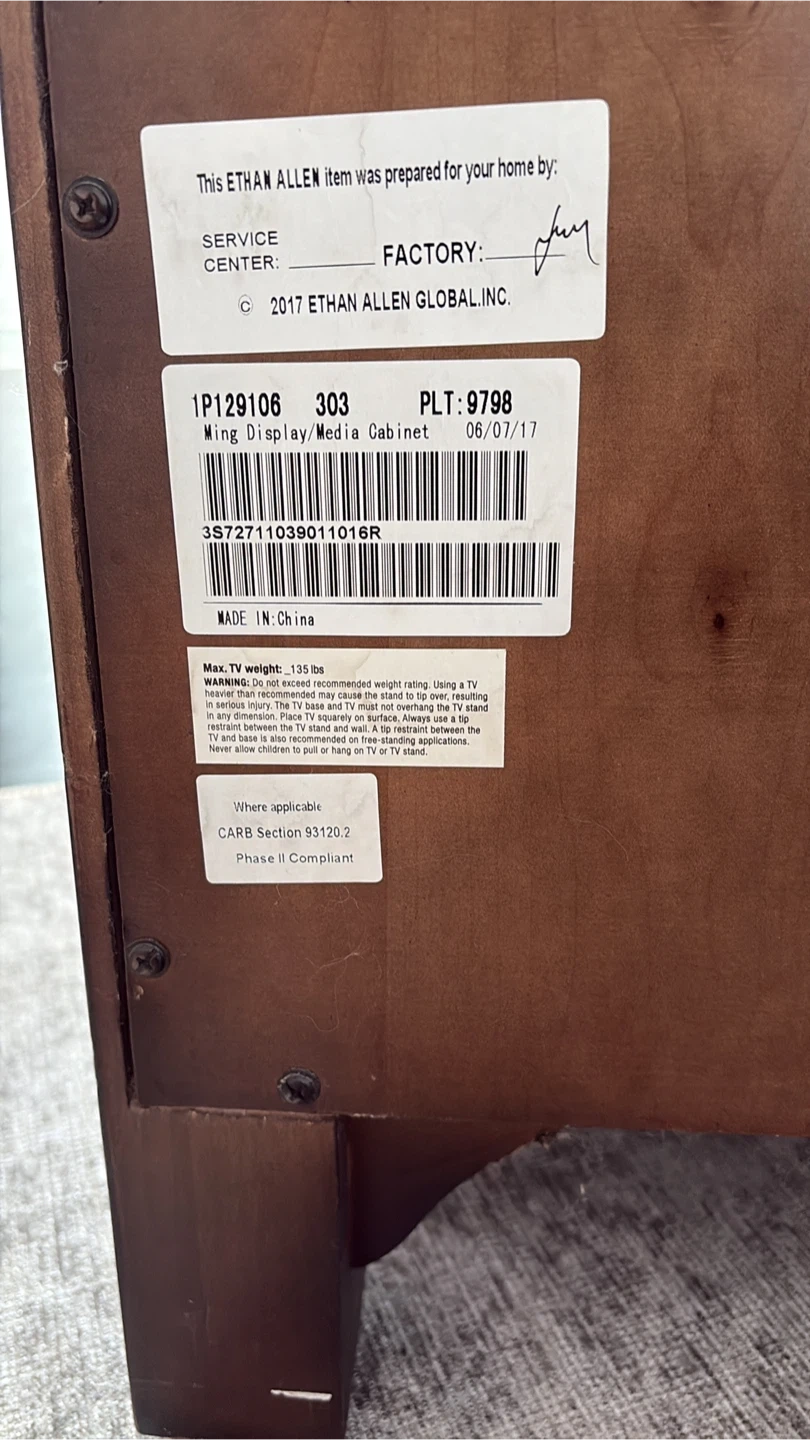 This ETHAN ALLEN item was prepared for your home by:
SERVICE
CENTER: ________ FACTORY: ________
© 2017 ETHAN ALLEN GLOBAL.INC.
1P129106 303 PLT:9798
Ming Display/Media Cabinet 06/07/17
3S72711039011016R
MADE IN:China
Max. TV weight: _135 lbs
WARNING: Do not exceed recommended weight rating. Using a TV
heavier than recommended may cause the stand to tip over, resulting
in serious injury. The TV base and TV must not overhang the TV stand
in any dimension. Place TV squarely on surface. Always use a tip
restraint between the TV stand and wall. A tip restraint between the
TV and base is also recommended on free-standing applications.
Never allow children to pull or hang on TV or TV stand.
Where applicable
CARB Section 93120.2
Phase II Compliant